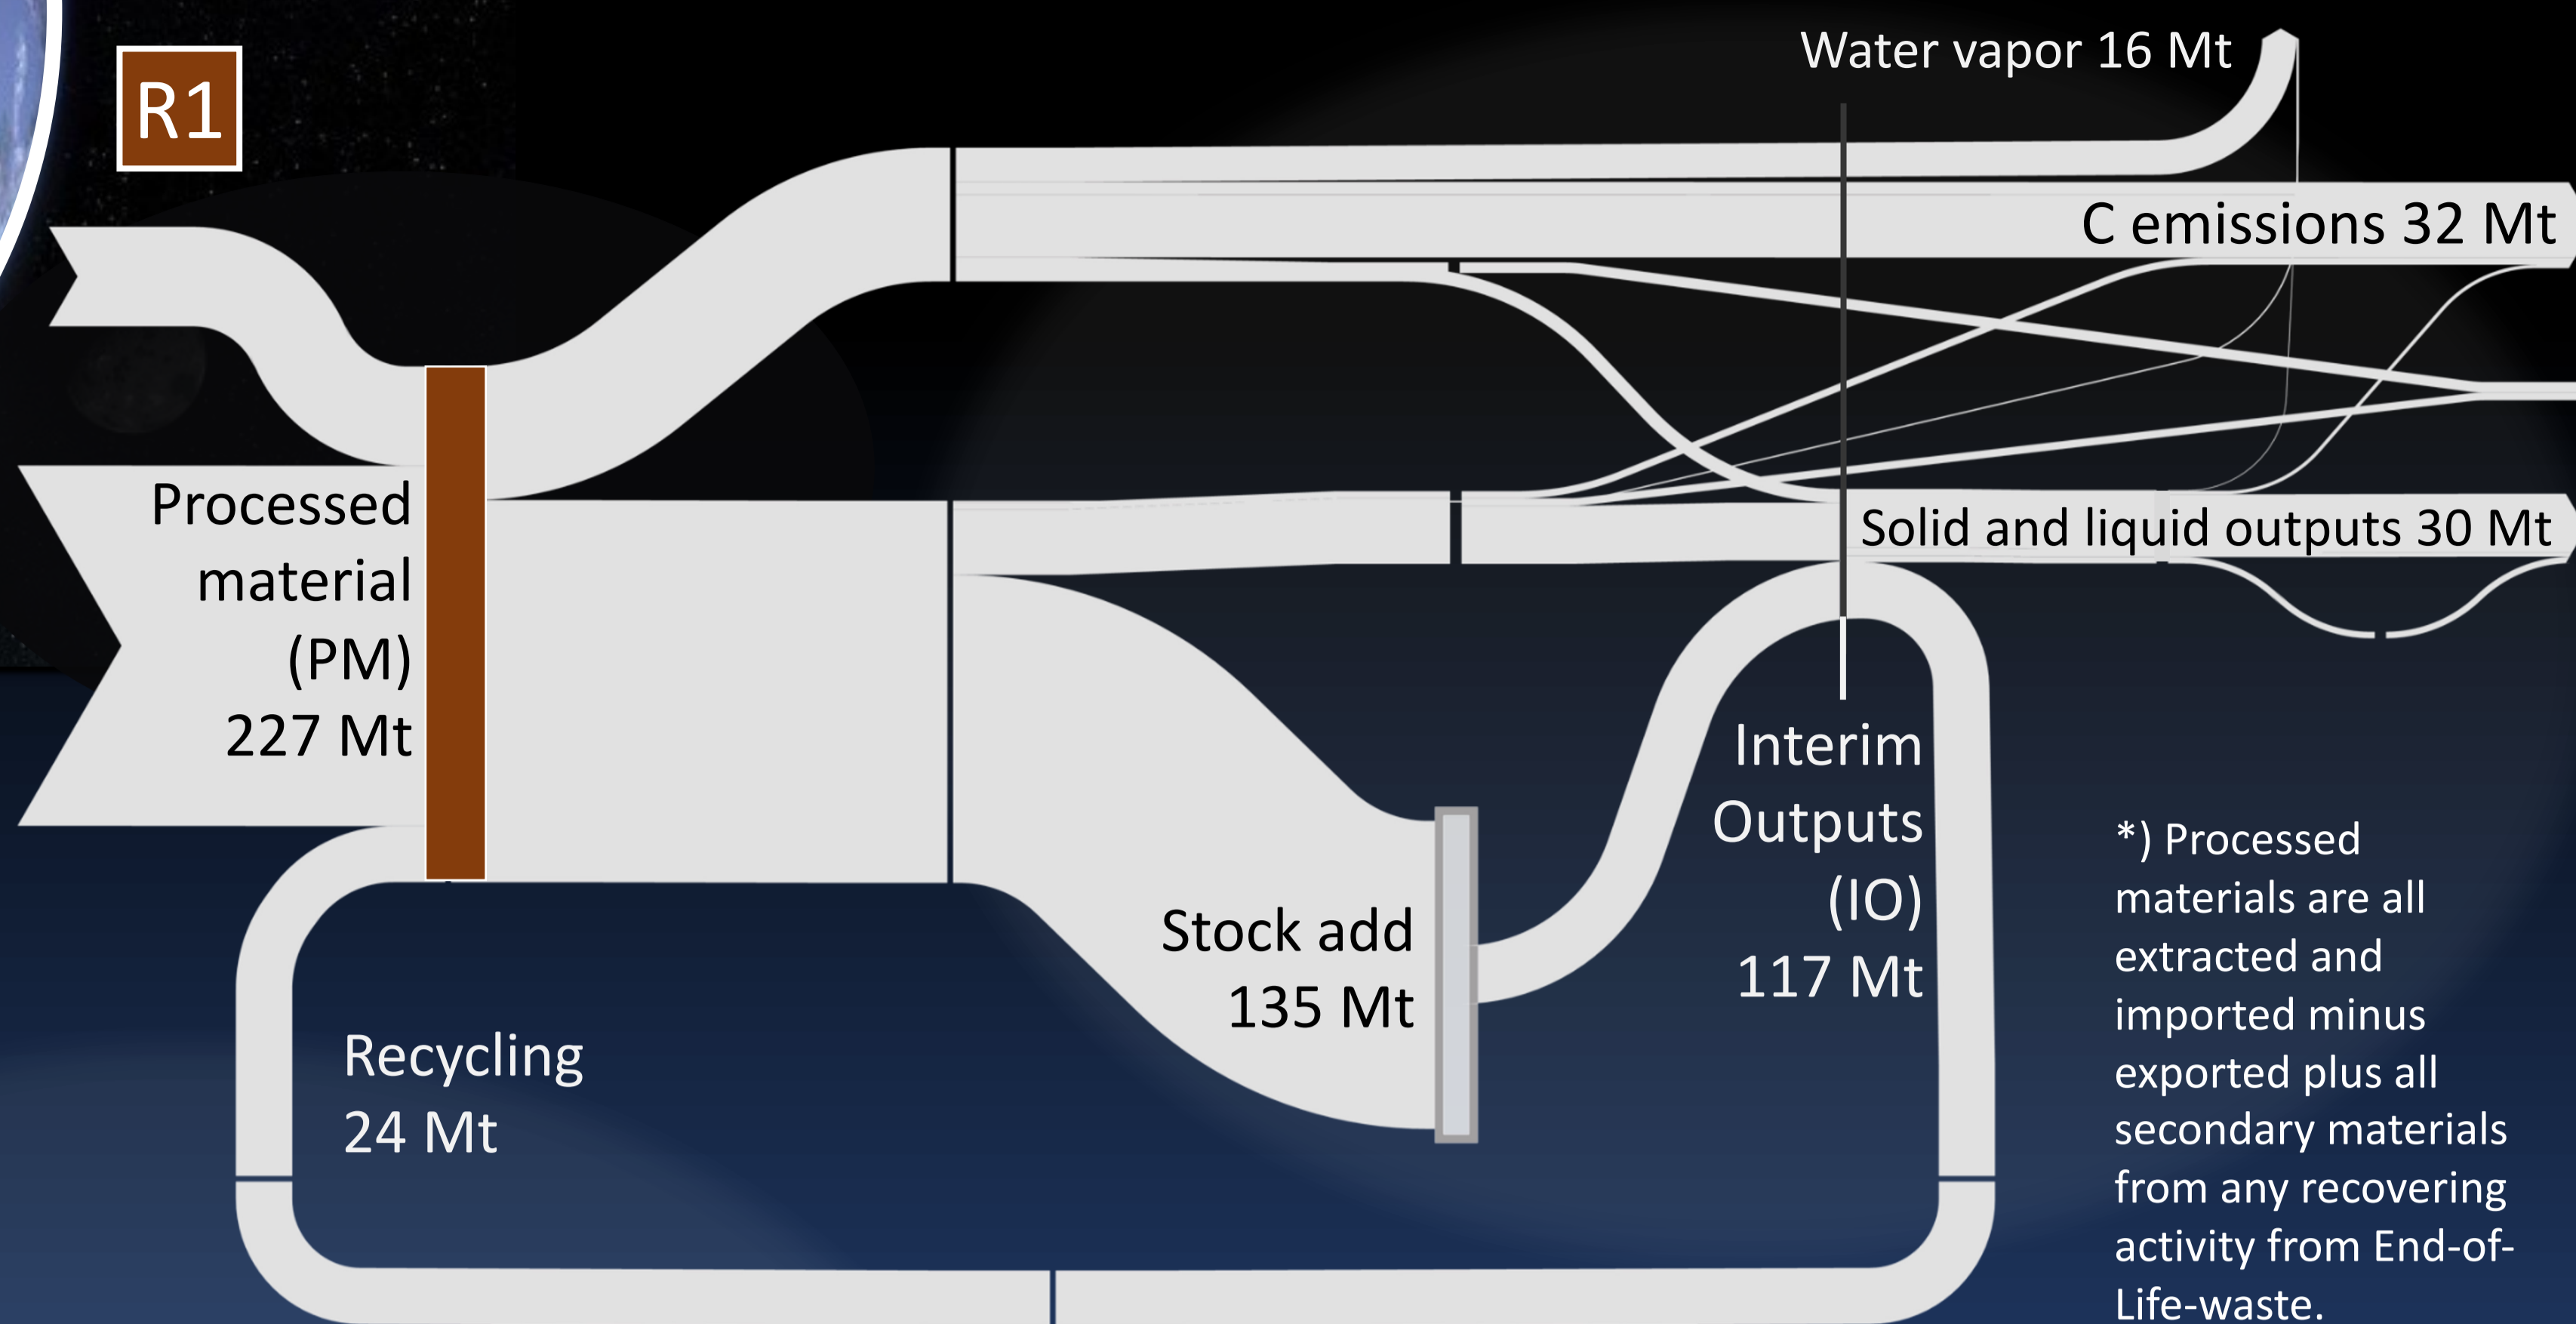 R1
Water vapor 16 Mt
C emissions 32 Mt
Processed
material
(PM)
227 Mt
Solid and liquid outputs 30 Mt
Interim
Outputs
(IO)
117 Mt
Stock add
135 Mt
Recycling
24 Mt
*) Processed
materials are all
extracted and
imported minus
exported plus all
secondary materials
from any recovering
activity from End-of-
Life-waste.